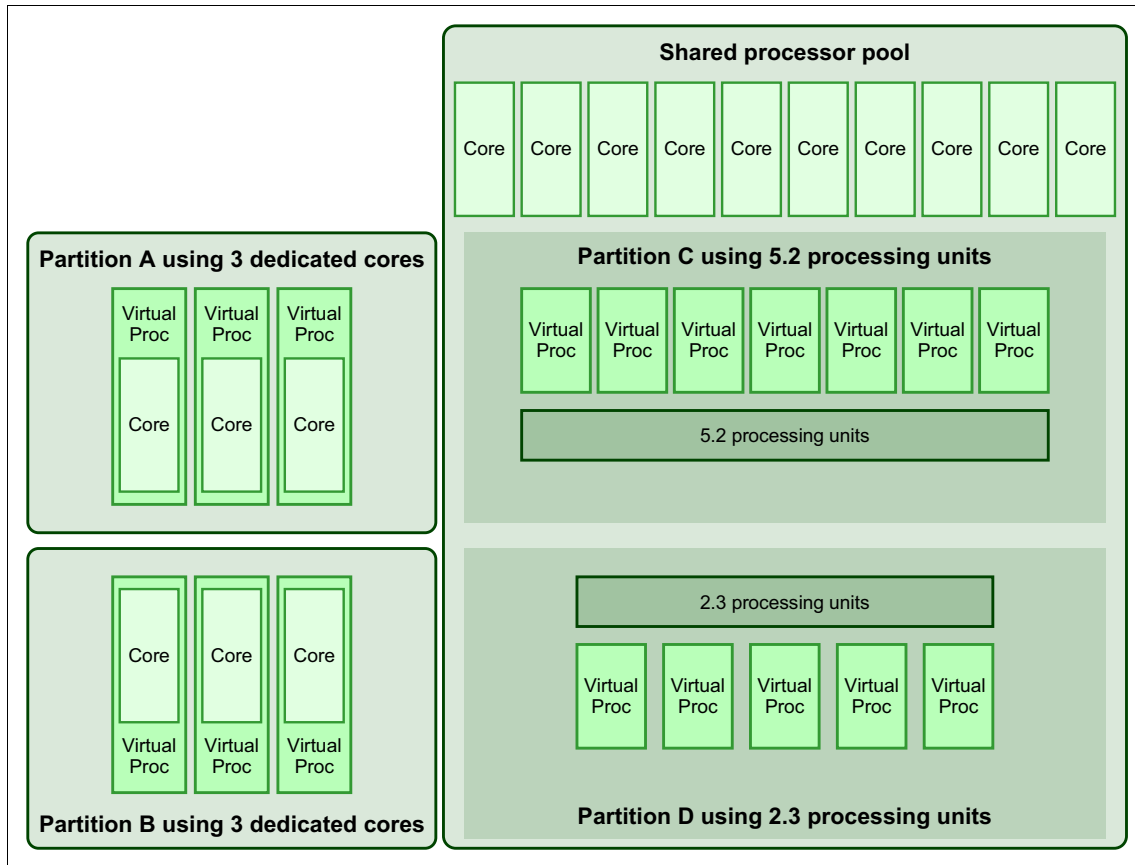 Shared processor pool
Core Core Core Core Core Core Core Core Core Core
Partition A using 3 dedicated cores
Virtual Proc
Virtual Proc
Virtual Proc
Core Core Core
Partition C using 5.2 processing units
Virtual Proc
Virtual Proc
Virtual Proc
Virtual Proc
Virtual Proc
Virtual Proc
Virtual Proc
5.2 processing units
Core Core Core
Virtual Proc
Virtual Proc
Virtual Proc
Partition B using 3 dedicated cores
2.3 processing units
Virtual Proc
Virtual Proc
Virtual Proc
Virtual Proc
Virtual Proc
Partition D using 2.3 processing units